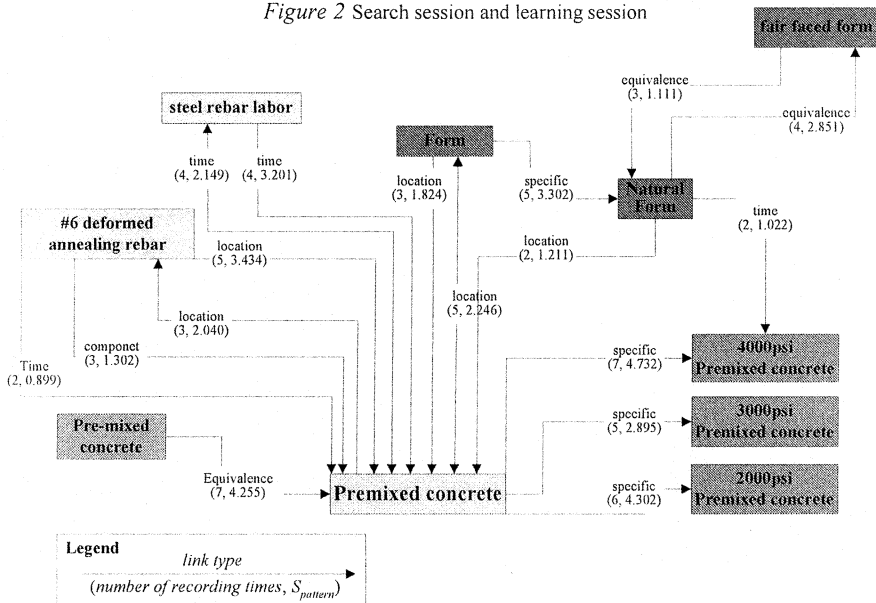 Figure 2 Search session and learning session
fair faced form
equivalence
(3, 1.111)
equivalence
(4, 2.851)
steel rebar labor
Form
time
(4, 2.149)
time
(4, 3.201)
location
(3, 1.824)
specific
(5, 3.302)
Natural
Form
time
(2, 1.022)
#6 deformed
annealing rebar
location
(5, 3.434)
location
(2, 1.211)
location
(5, 2.246)
location
(3, 2.040)
componet
(3, 1.302)
Time
(2, 0.899)
specific
(7, 4.732)
4000psi
Premixed concrete
specific
(5, 2.895)
3000psi
Premixed concrete
Pre-mixed
concrete
Equivalence
(7, 4.255)
Premixed concrete
specific
(6, 4.302)
2000psi
Premixed concrete
Legend
link type
(number of recording times, Spattern)